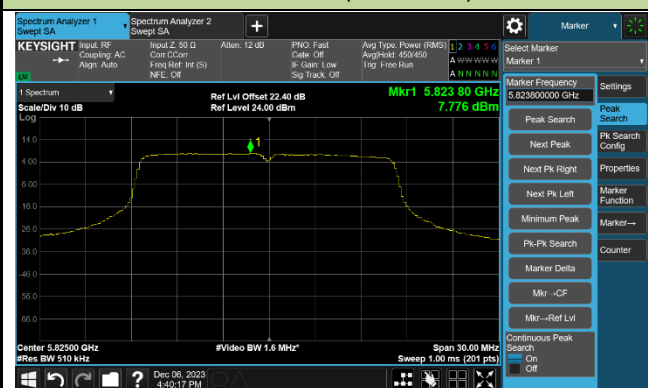 Spectrum Analyzer 1
Swept SA
Spectrum Analyzer 2
Swept SA
+
Marker
KEYSIGHT
Input: RF
Coupling: AC
Align: Auto
Input Z: 50 Ω
Corr CCorr
Freq Ref: Int (S)
NFE: Off
Atten: 12 dB
PNO: Fast
Gate: Off
IF Gain: Low
Sig Track: Off
Avg Type: Power (RMS)
Avg|Hold: 450/450
Trig: Free Run
1 2 3 4 5 6
A W W W W W
A N N N N N
LV
Select Marker
Marker 1
1 Spectrum
Scale/Div 10 dB
Log
Ref Lvl Offset 22.40 dB
Ref Level 24.00 dBm
Mkr1 5.823 80 GHz
7.776 dBm
Marker Frequency
5.823800000 GHz
Settings
Peak Search
Peak
Search
Next Peak
Pk Search
Config
Next Pk Right
Properties
Next Pk Left
Marker
Function
Minimum Peak
Marker→
Pk-Pk Search
Counter
Marker Delta
Mkr→CF
Mkr→Ref Lvl
Continuous Peak
Search
On
Off
1
14.0
4.00
-6.00
-16.0
-26.0
-36.0
-46.0
-56.0
-66.0
Center 5.82500 GHz
#Res BW 510 kHz
#Video BW 1.6 MHz*
Span 30.00 MHz
Sweep 1.00 ms (201 pts)
?
Dec 06, 2023
4:40:17 PM